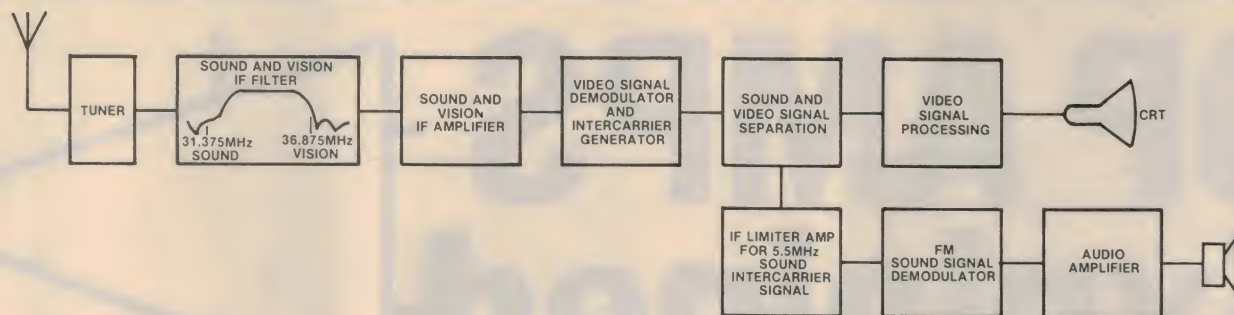 TUNER
SOUND AND VISION
IF FILTER
31.375MHz
SOUND
36.875MHz
VISION
SOUND AND
VISION
IF AMPLIFIER
VIDEO SIGNAL
DEMODULATOR
AND
INTERCARRIER
GENERATOR
SOUND AND
VIDEO SIGNAL
SEPARATION
VIDEO
SIGNAL
PROCESSING
CRT
IF LIMITER AMP
FOR 5.5MHz
SOUND
INTERCARRIER
SIGNAL
FM
SOUND SIGNAL
DEMODULATOR
AUDIO
AMPLIFIER